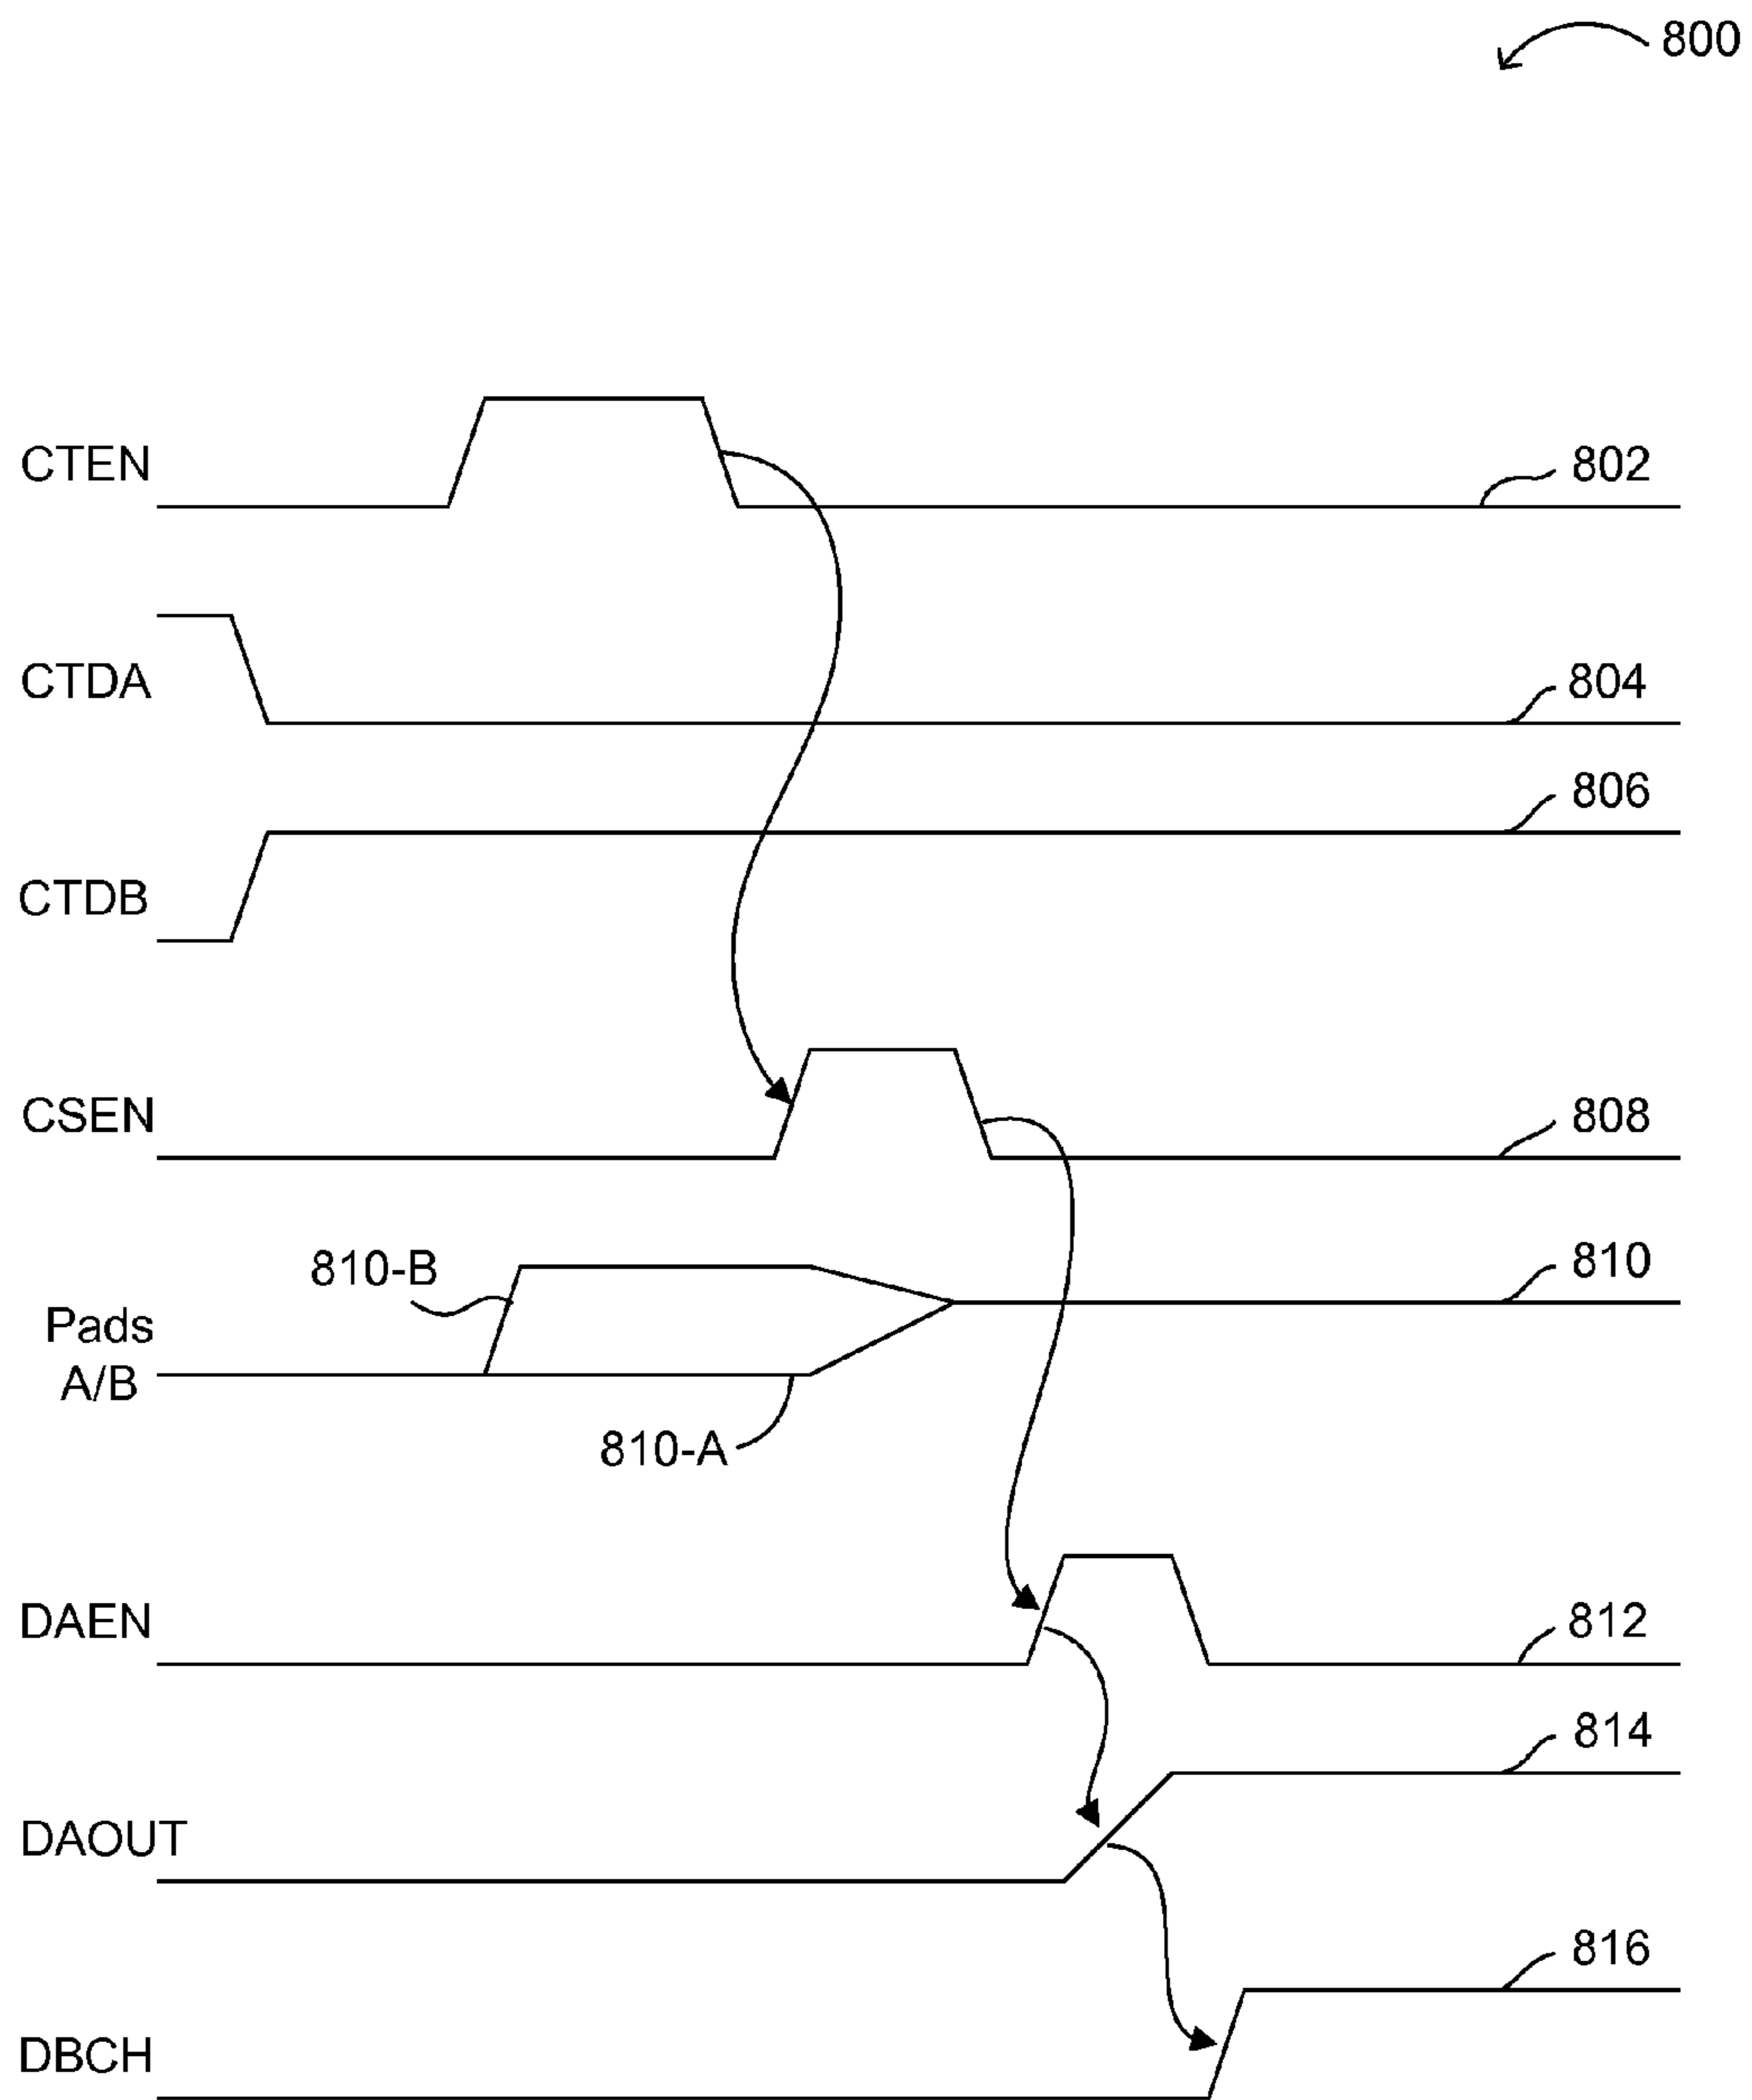 800
CTEN
802
CTDA
804
806
CTDB
CSEN
808
810-B
810
Pads
A/B
810-A
DAEN
812
814
DAOUT
816
DBCH